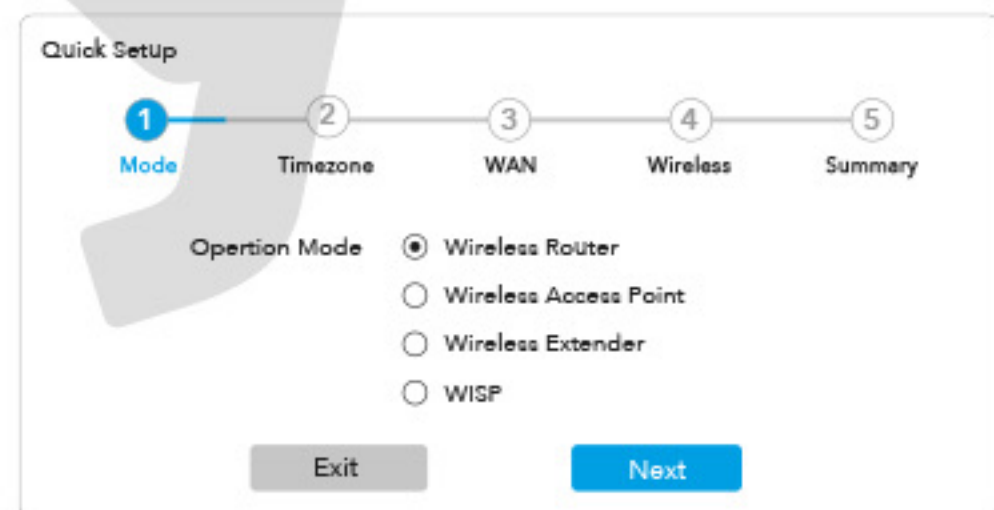 Quick Setup
1 2 3 4 5
Mode Timezone WAN Wireless Summary
Opertion Mode Wireless Router
Wireless Access Point
Wireless Extender
WISP
Exit Next